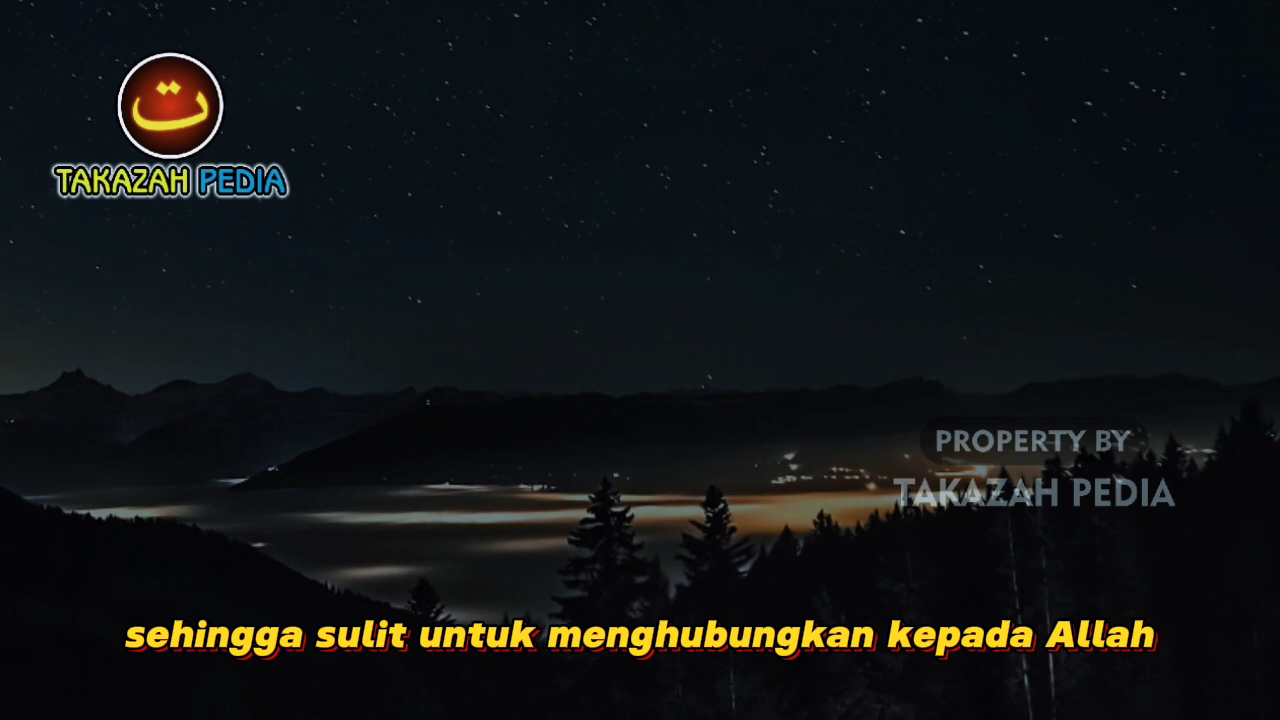 ت
TAKAZAH PEDIA
PROPERTY BY
TAKAZAH PEDIA
sehingga sulit untuk menghubungkan kepada Allah